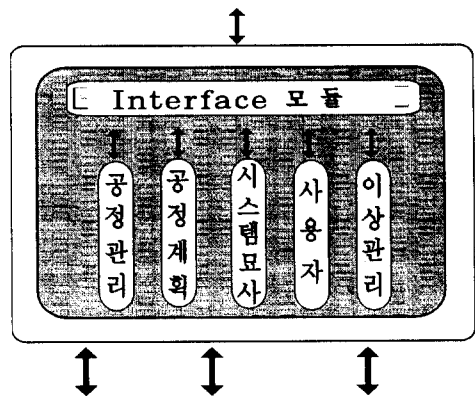 Interface 모듈
공정관리
공정계획
시스템묘사
사용자
이상관리